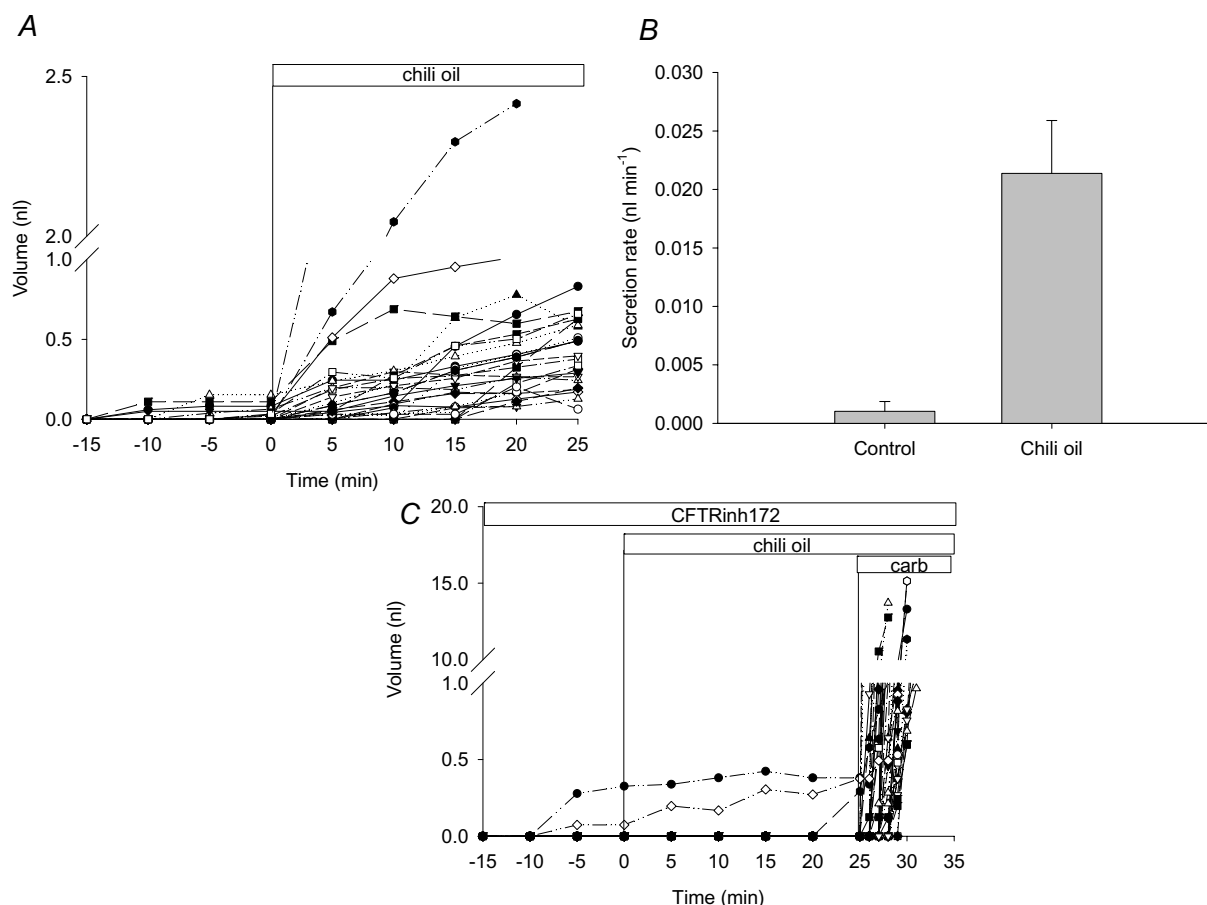 A
chili oil
2.5
2.0
1.0
0.5
0.0
Volume (nl)
-15 -10 -5 0 5 10 15 20 25
Time (min)
B
0.030
0.025
0.020
0.015
0.010
0.005
0.000
Secretion rate (nl min-1)
Control Chili oil
C
20.0
15.0
10.0
1.0
0.5
0.0
Volume (nl)
CFTRinh172
chili oil
carb
-15 -10 -5 0 5 10 15 20 25 30 35
Time (min)